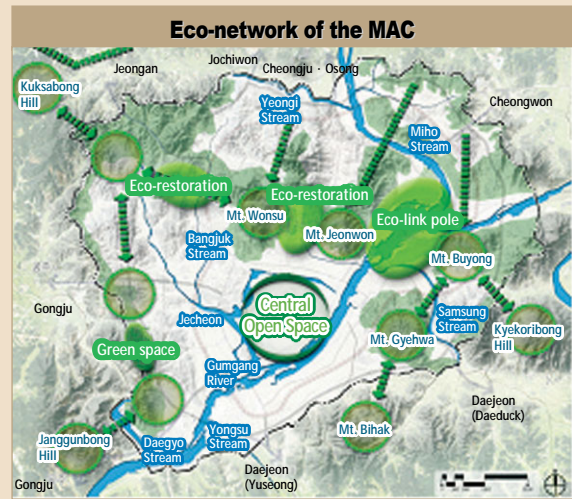 Eco-network of the MAC
Jochiwon
Jeongan
Cheongju · Osong
Kuksabong
Hill
Yeongi
Stream
Cheongwon
Miho
Stream
Eco-restoration
Eco-restoration
Mt. Wonsu
Eco-link pole
Mt. Jeonwon
Bangjuk
Stream
Mt. Buyong
Gongju
Jecheon
Central
Open Space
Samsung
Stream
Kyekoribong
Hill
Mt. Gyehwa
Green space
Gumgang
River
Daejeon
(Daeduck)
Mt. Bihak
Janggunbong
Hill
Daegyo
Stream
Yongsu
Stream
Daejeon
(Yuseong)
Gongju